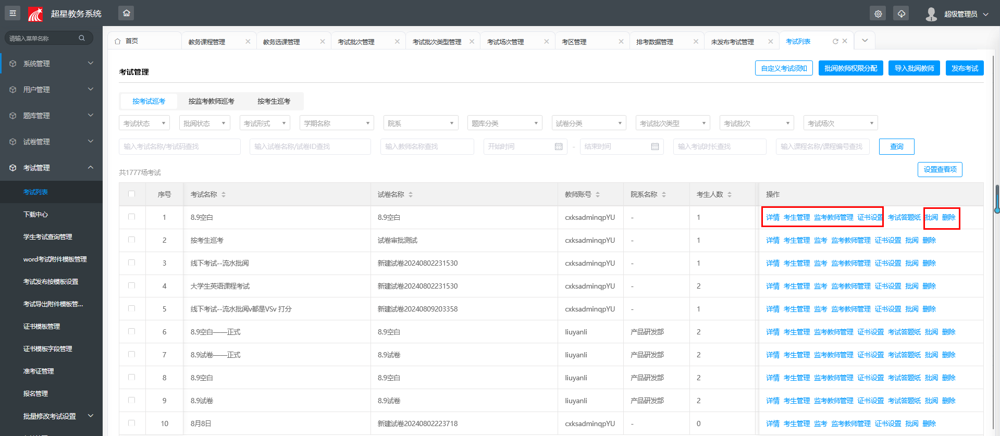 超星教务系统
超级管理员
请输入菜单名称
系统管理
用户管理
题库管理
试卷管理
考试管理
考试列表
下载中心
学生考试查询管理
word考试附件模板管理
考试发布按模板设置
考试导出附件模板管...
证书模板管理
证书模板字段管理
准考证管理
报名管理
批量修改考试设置
首页 教务课程管理 教务选课管理 考试批次管理 考试批次类型管理 考试场次管理 考区管理 排考数据管理 未发布考试管理 考试列表
考试管理
自定义考试须知 批阅教师权限分配 导入批阅教师 发布考试
按考试巡考 按监考教师巡考 按考生巡考
考试状态 批阅状态 考试形式 学期名称 院系 题库分类 试卷分类 考试批次类型 考试批次 考试场次
输入考试名称/考试码查找 输入试卷名称/试卷ID查找 输入教师名称查找 开始时间 - 结束时间 输入考试时长查找 输入课程名称/课程编号查找 查询
共1777场考试
设置查看项
序号 考试名称 试卷名称 教师账号 院系名称 考生人数 操作
1 8.9空白 8.9空白 cxksadminqpYU - 1 详情 考生管理 监考教师管理 证书设置 考试答题纸 批阅 删除
2 按考生巡考 试卷审批测试 cxksadminqpYU - 1 详情 考生管理 监考 监考教师管理 证书设置 批阅 删除
3 线下考试--流水批阅 新建试卷20240802231530 cxksadminqpYU - 1 详情 考生管理 监考 监考教师管理 证书设置 批阅 删除
4 大学生英语课程考试 新建试卷20240802231530 cxksadminqpYU - 2 详情 考生管理 监考 监考教师管理 证书设置 批阅 删除
5 线下考试--流水批阅v都是VSv 打分 新建试卷20240809203358 cxksadminqpYU - 1 详情 考生管理 监考 监考教师管理 证书设置 批阅 删除
6 8.9空白——正式 8.9空白 liuyanli 产品研发部 2 详情 考生管理 监考教师管理 证书设置 考试答题纸 批阅 删除
7 8.9试卷——正式 8.9试卷 liuyanli 产品研发部 2 详情 考生管理 监考教师管理 证书设置 考试答题纸 批阅 删除
8 8.9空白 8.9空白 liuyanli 产品研发部 2 详情 考生管理 监考教师管理 证书设置 考试答题纸 批阅 删除
9 8.9试卷 8.9试卷 liuyanli 产品研发部 2 详情 考生管理 监考教师管理 证书设置 考试答题纸 批阅 删除
10 8月8日 新建试卷20240802223718 cxksadminqpYU - 0 详情 考生管理 监考 监考教师管理 证书设置 批阅 删除